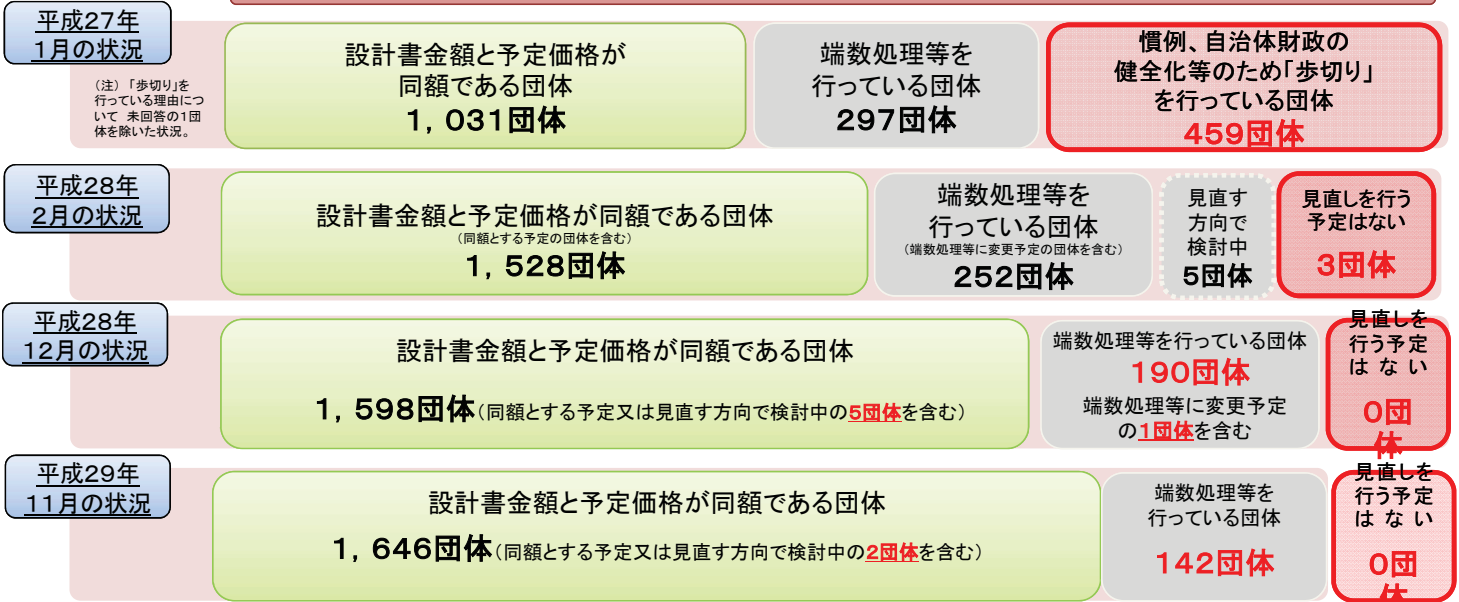 平成27年
1月の状況
（注）「歩切り」を
行っている理由につ
いて 未回答の1団
体を除いた状況。
設計書金額と予定価格が
同額である団体
1，031団体
端数処理等を
行っている団体
297団体
慣例、自治体財政の
健全化等のため「歩切り」
を行っている団体
459団体
平成28年
2月の状況
設計書金額と予定価格が同額である団体
（同額とする予定の団体を含む）
1，528団体
端数処理等を
行っている団体
（端数処理等に変更予定の団体を含む）
252団体
見直す
方向で
検討中
5団体
見直しを行う
予定はない
3団体
平成28年
12月の状況
設計書金額と予定価格が同額である団体
1，598団体（同額とする予定又は見直す方向で検討中の5団体を含む）
端数処理等を行っている団体
190団体
端数処理等に変更予定
の1団体を含む
見直しを
行う予定
は な い
0団
体
平成29年
11月の状況
設計書金額と予定価格が同額である団体
1，646団体（同額とする予定又は見直す方向で検討中の2団体を含む）
端数処理等を
行っている団体
142団体
見直しを
行う予定
は な い
0団
体